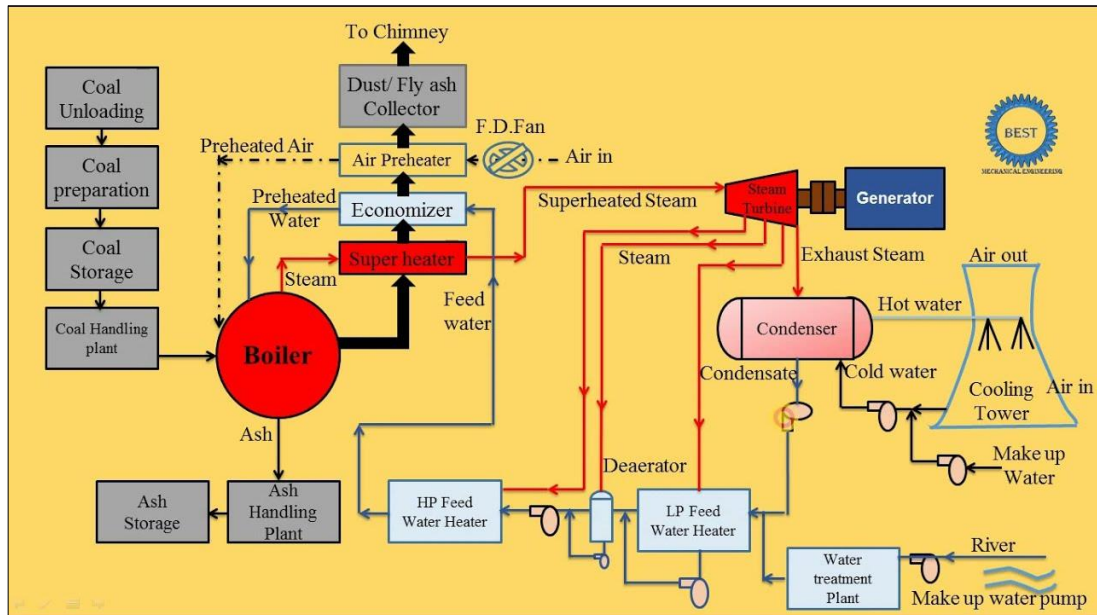 To Chimney
Coal
Unloading
Coal
preparation
Coal
Storage
Coal Handling
plant
Dust/ Fly ash
Collector
F.D.Fan
Air in
Preheated Air
Air Preheater
Preheated
Water
Economizer
Super heater
Steam
Boiler
Feed
water
Ash
Ash
Handling
Plant
Ash
Storage
Superheated Steam
Steam
Turbine
Generator
BEST
MECHANICAL ENGINEERING
Steam
Exhaust Steam
Condenser
Condensate
Hot water
Cold water
Air out
Cooling
Tower
Air in
Make up
Water
Deaerator
HP Feed
Water Heater
LP Feed
Water Heater
Water
treatment
Plant
River
Make up water pump